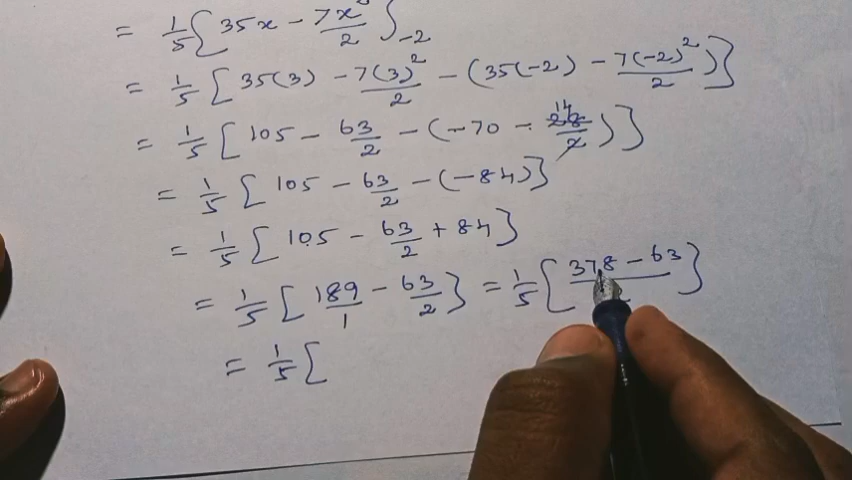 = 1/5 { 35x - 7x²/2 }₋₂
= 1/5 [ 35(3) - 7(3)²/2 - (35(-2) - 7(-2)²/2 ) ]}
= 1/5 [ 105 - 63/2 - (-70 - 28/2 14 ) ]
= 1/5 [ 105 - 63/2 - (-84) ]
= 1/5 [ 105 - 63/2 + 84 }
= 1/5 [ 189/1 - 63/2 } = 1/5 { 378 - 63 }
= 1/5 [